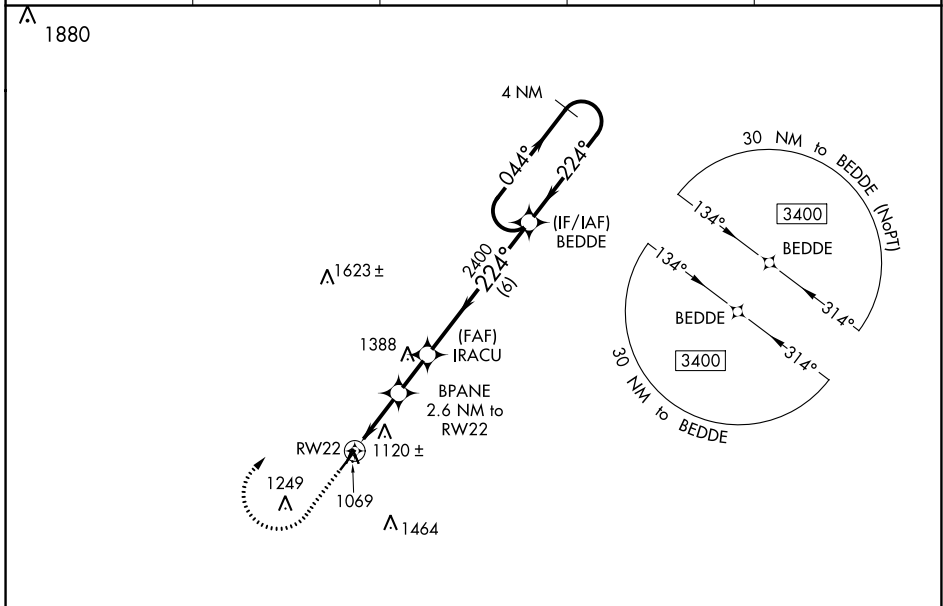 1880
4 NM
044°
224°
(IF/IAF)
BEDDE
2400
224°
(6)
1623 ±
1388
(FAF)
IRACU
BPANE
2.6 NM to
RW22
RW22
1120 ±
1249
1069
1464
30 NM to BEDDE (NoPT)
134°
3400
BEDDE
314°
134°
BEDDE
314°
3400
30 NM to BEDDE